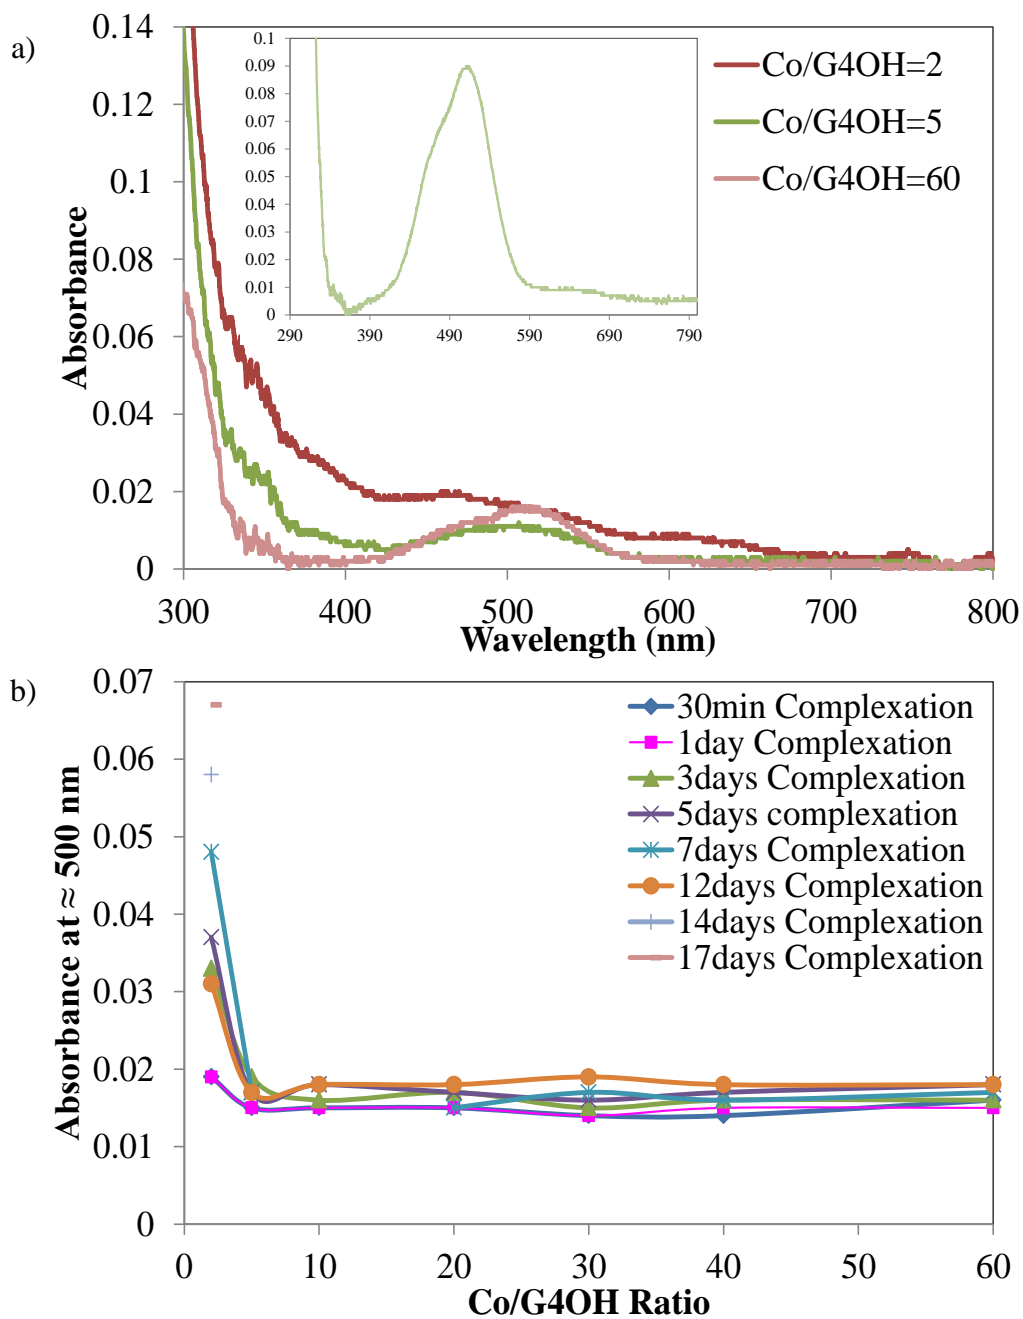 a)
0.14
0.12
0.1
0.08
0.06
0.04
0.02
0
Absorbance
300
400
500
600
700
800
Wavelength (nm)
Co/G4OH=2
Co/G4OH=5
Co/G4OH=60
0.1
0.09
0.08
0.07
0.06
0.05
0.04
0.03
0.02
0.01
0
290
390
490
590
690
790
b)
0.07
0.06
0.05
0.04
0.03
0.02
0.01
0
Absorbance at ≈ 500 nm
0
10
20
30
40
50
60
Co/G4OH Ratio
30min Complexation
1day Complexation
3days Complexation
5days complexation
7days Complexation
12days Complexation
14days Complexation
17days Complexation